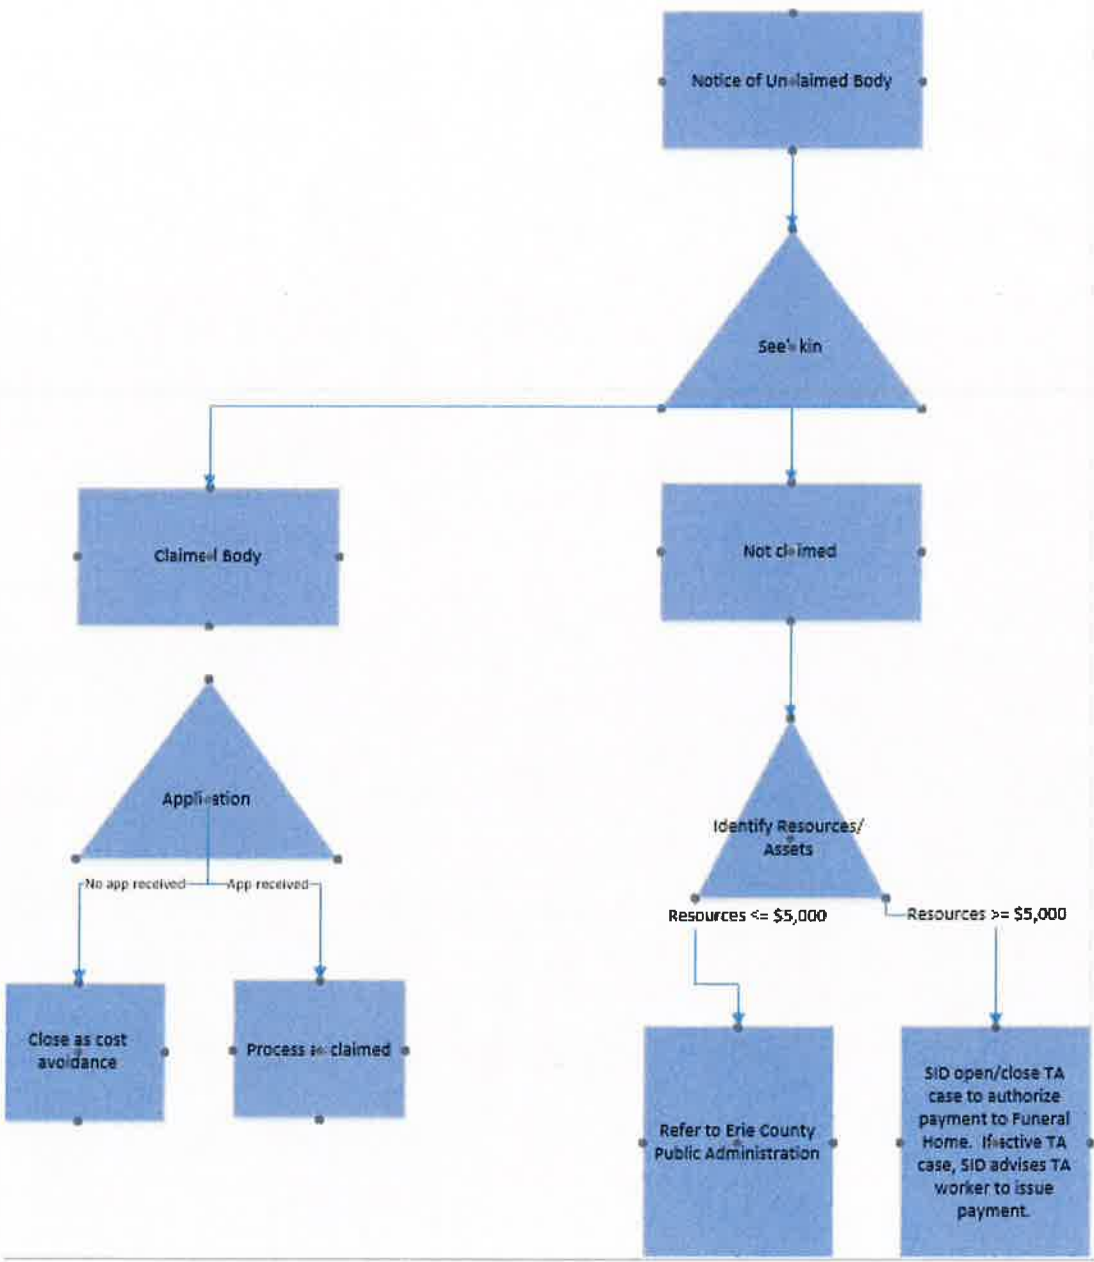 Notice of Unclaimed Body
Seek kin
Claimed Body
Not claimed
Application
Identify Resources/
Assets
No app received
App received
Resources <= $5,000
Resources >= $5,000
Close as cost
avoidance
Process as claimed
Refer to Erie County
Public Administration
SID open/close TA
case to authorize
payment to Funeral
Home. If active TA
case, SID advises TA
worker to issue
payment.